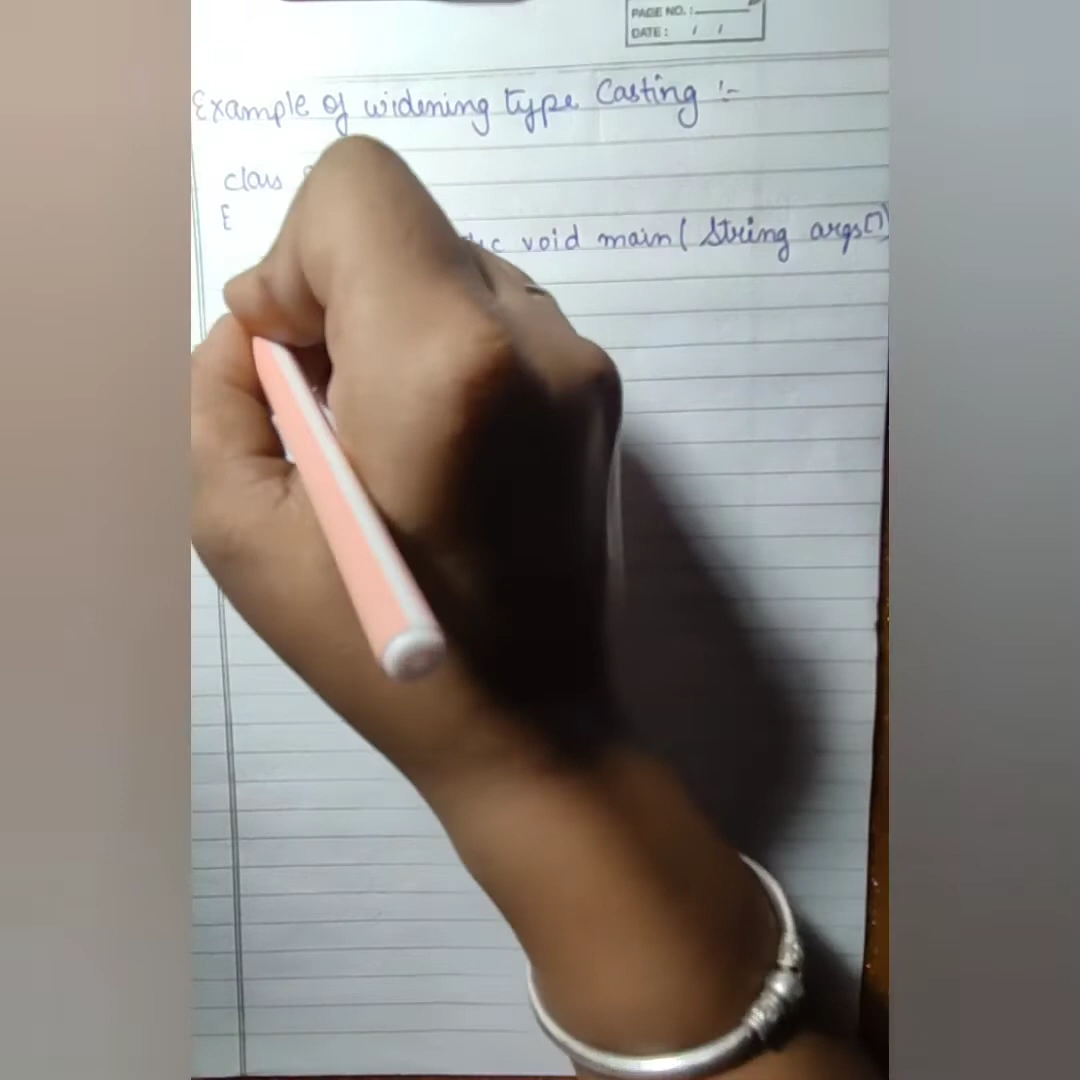 PAGE NO. :
DATE : / /
Example of widening type Casting :-
class
{
void main( String args[])